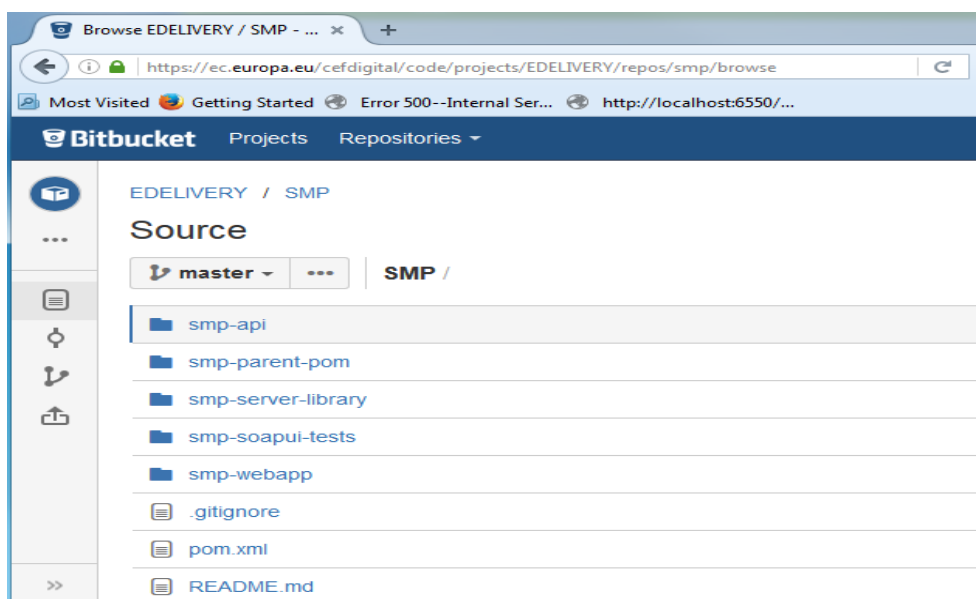 Browse EDELIVERY / SMP - ... × +
https://ec.europa.eu/cefdigital/code/projects/EDELIVERY/repos/smp/browse
Most Visited Getting Started Error 500--Internal Ser... http://localhost:6550/...
Bitbucket Projects Repositories
EDELIVERY / SMP
Source
master ... SMP /
smp-api
smp-parent-pom
smp-server-library
smp-soapui-tests
smp-webapp
.gitignore
pom.xml
README.md